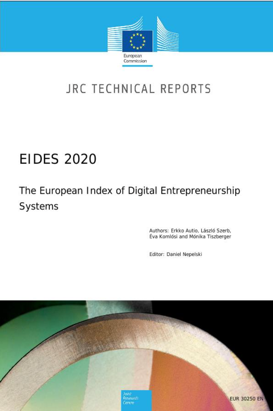 European
Commission
JRC TECHNICAL REPORTS
EIDES 2020
The European Index of Digital Entrepreneurship
Systems
Authors: Erkko Autio, László Szerb,
Éva Komlósi and Mónika Tiszberger
Editor: Daniel Nepelski
Joint
Research
Centre
EUR 30250 EN